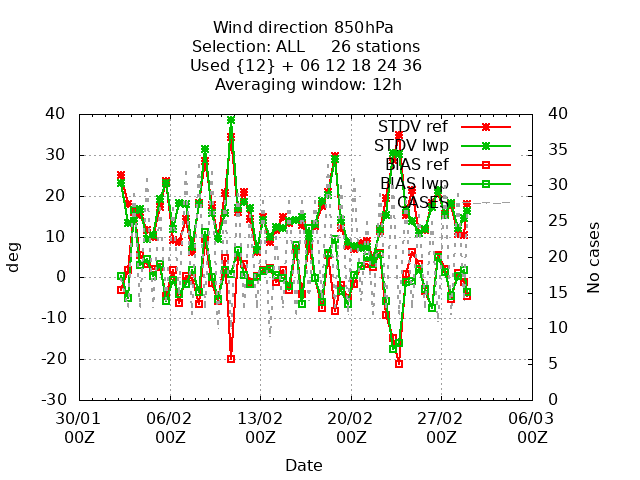 Wind direction 850hPa
Selection: ALL     26 stations
Used {12} + 06 12 18 24 36
Averaging window: 12h
STDV ref
STDV lwp
BIAS ref
BIAS lwp
CASES
40
30
20
10
0
-10
-20
-30
deg
40
35
30
25
20
15
10
5
0
No cases
30/01 06/02 13/02 20/02 27/02 06/03
00Z 00Z 00Z 00Z 00Z 00Z
Date